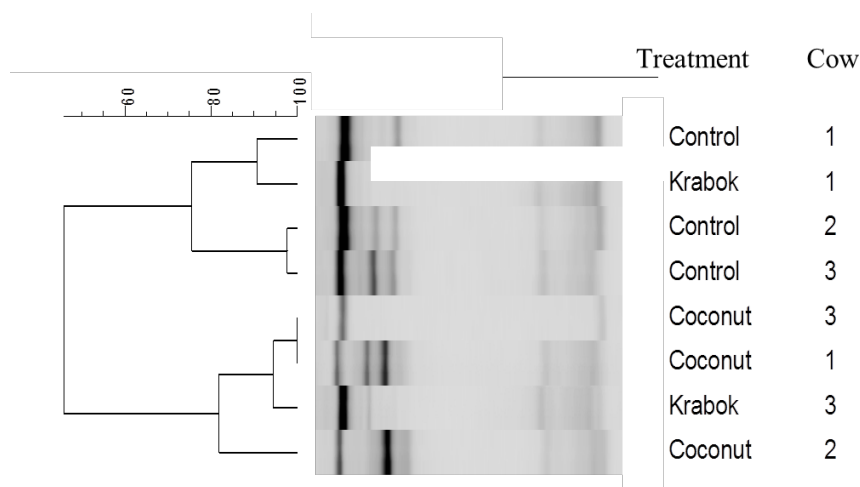 Treatment Cow
60 80 100
Control 1
Krabok 1
Control 2
Control 3
Coconut 3
Coconut 1
Krabok 3
Coconut 2